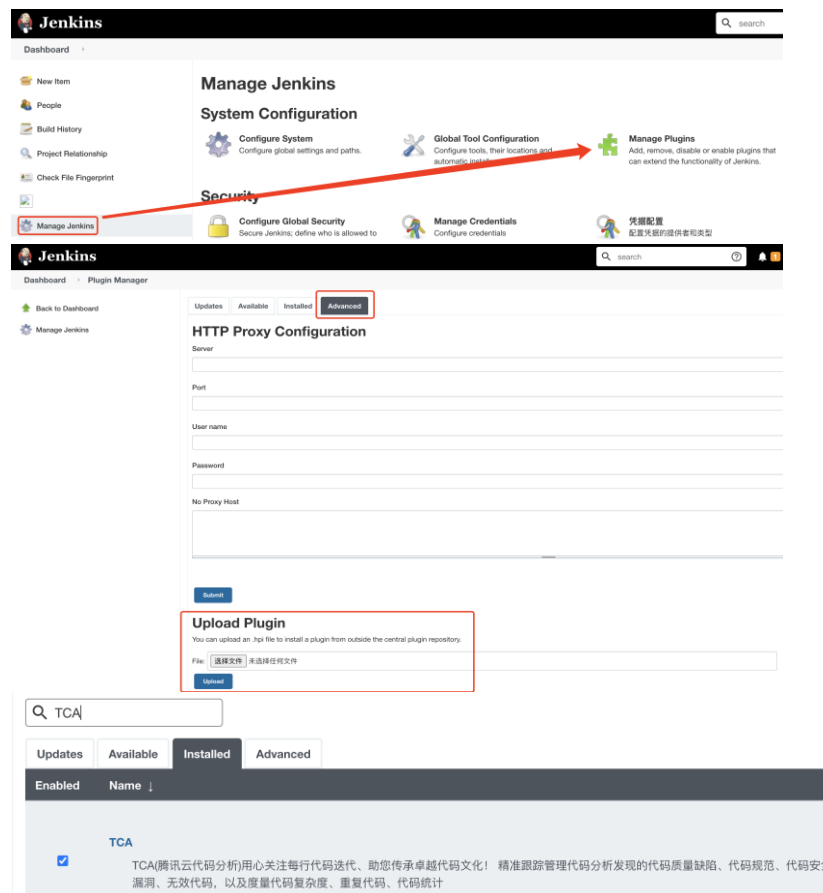 Jenkins
search
Dashboard
New Item
People
Build History
Project Relationship
Check File Fingerprint
Manage Jenkins
Manage Jenkins
System Configuration
Configure System
Configure global settings and paths.
Global Tool Configuration
Configure tools, their locations and
automatic
Manage Plugins
Add, remove, disable or enable plugins that
can extend the functionality of Jenkins.
Security
Configure Global Security
Secure Jenkins; define who is allowed to
Manage Credentials
Configure credentials
凭据配置
配置凭据的提供者和类型
Jenkins
search
1
Dashboard Plugin Manager
Back to Dashboard
Manage Jenkins
Updates Available Installed Advanced
HTTP Proxy Configuration
Server
Port
User name
Password
No Proxy Host
Submit
Upload Plugin
You can upload an .hpi file to install a plugin from outside the central plugin repository.
File: 选择文件 未选择任何文件
Upload
TCA
Updates Available Installed Advanced
Enabled Name ↓
TCA
TCA(腾讯云代码分析)用心关注每行代码迭代、助您传承卓越代码文化! 精准跟踪管理代码分析发现的代码质量缺陷、代码规范、代码安全
漏洞、无效代码，以及度量代码复杂度、重复代码、代码统计